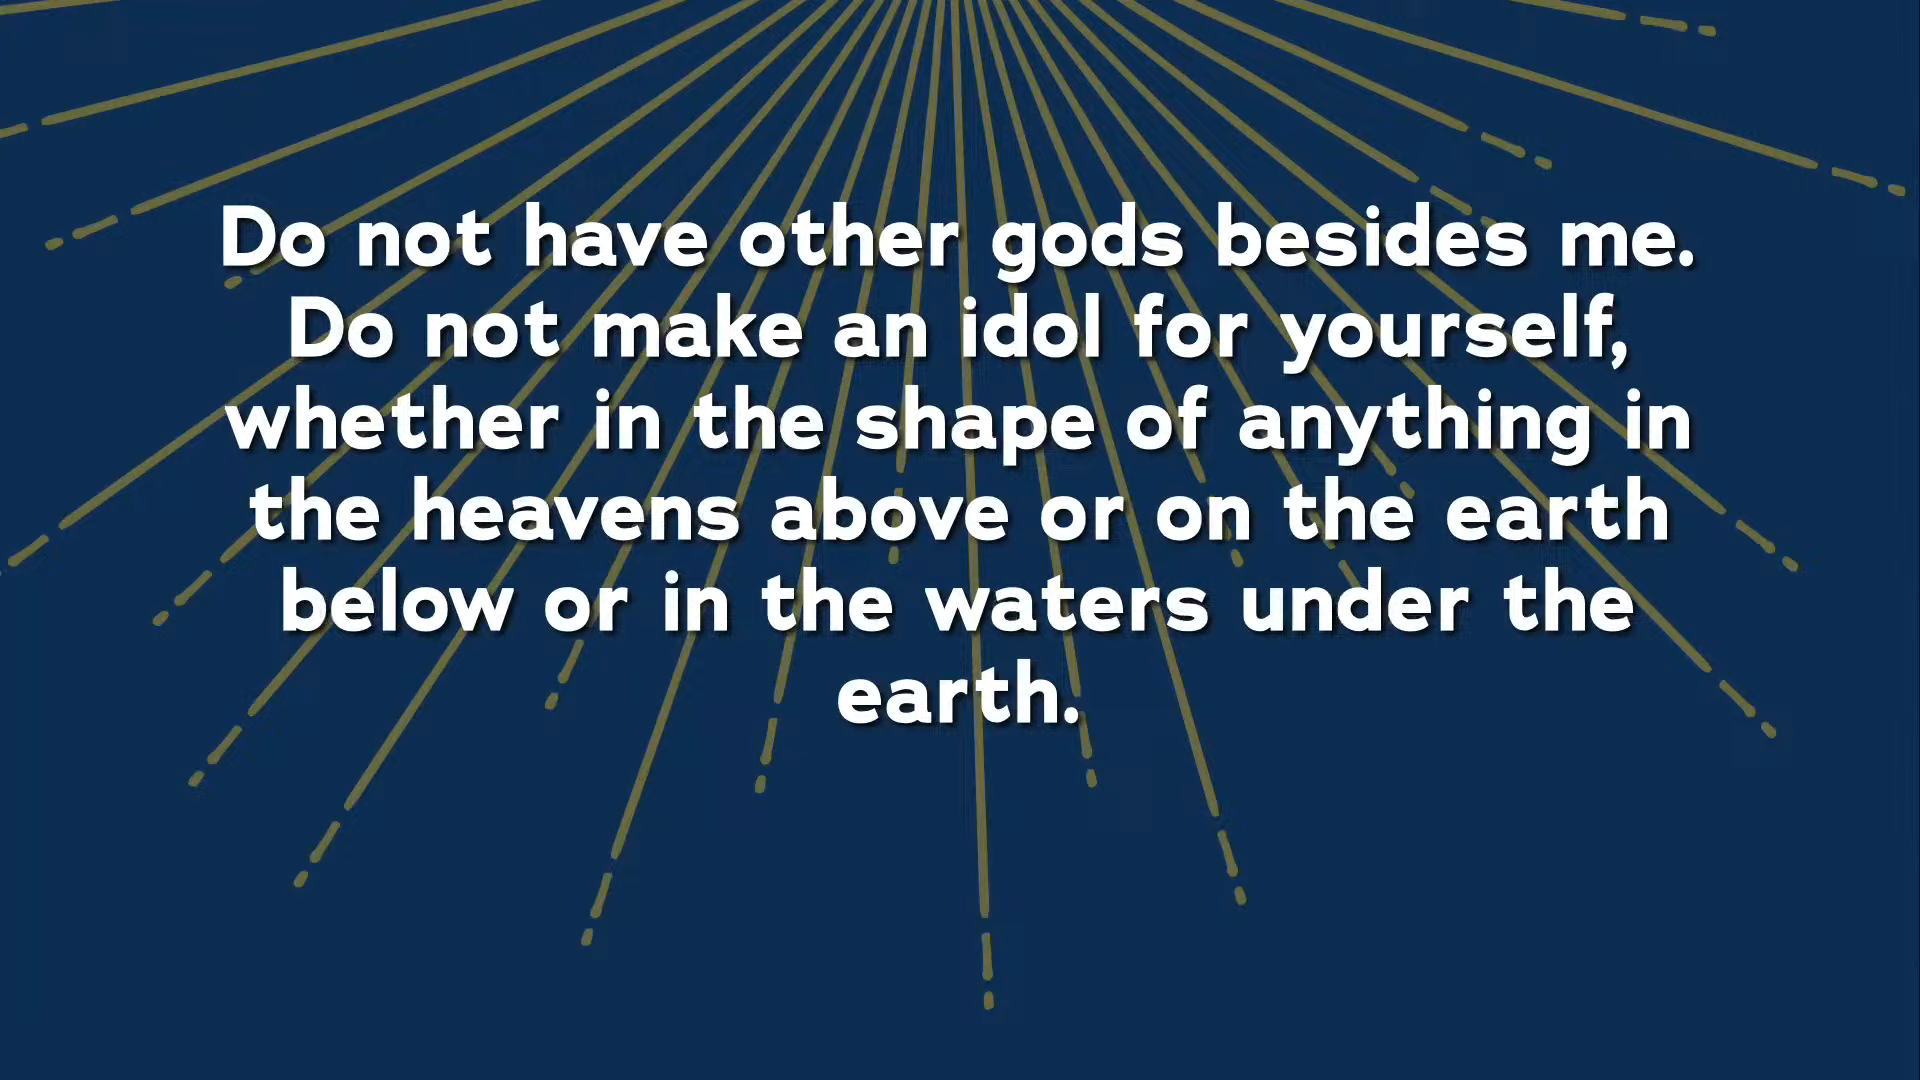 Do not have other gods besides me.
Do not make an idol for yourself,
whether in the shape of anything in
the heavens above or on the earth
below or in the waters under the
earth.